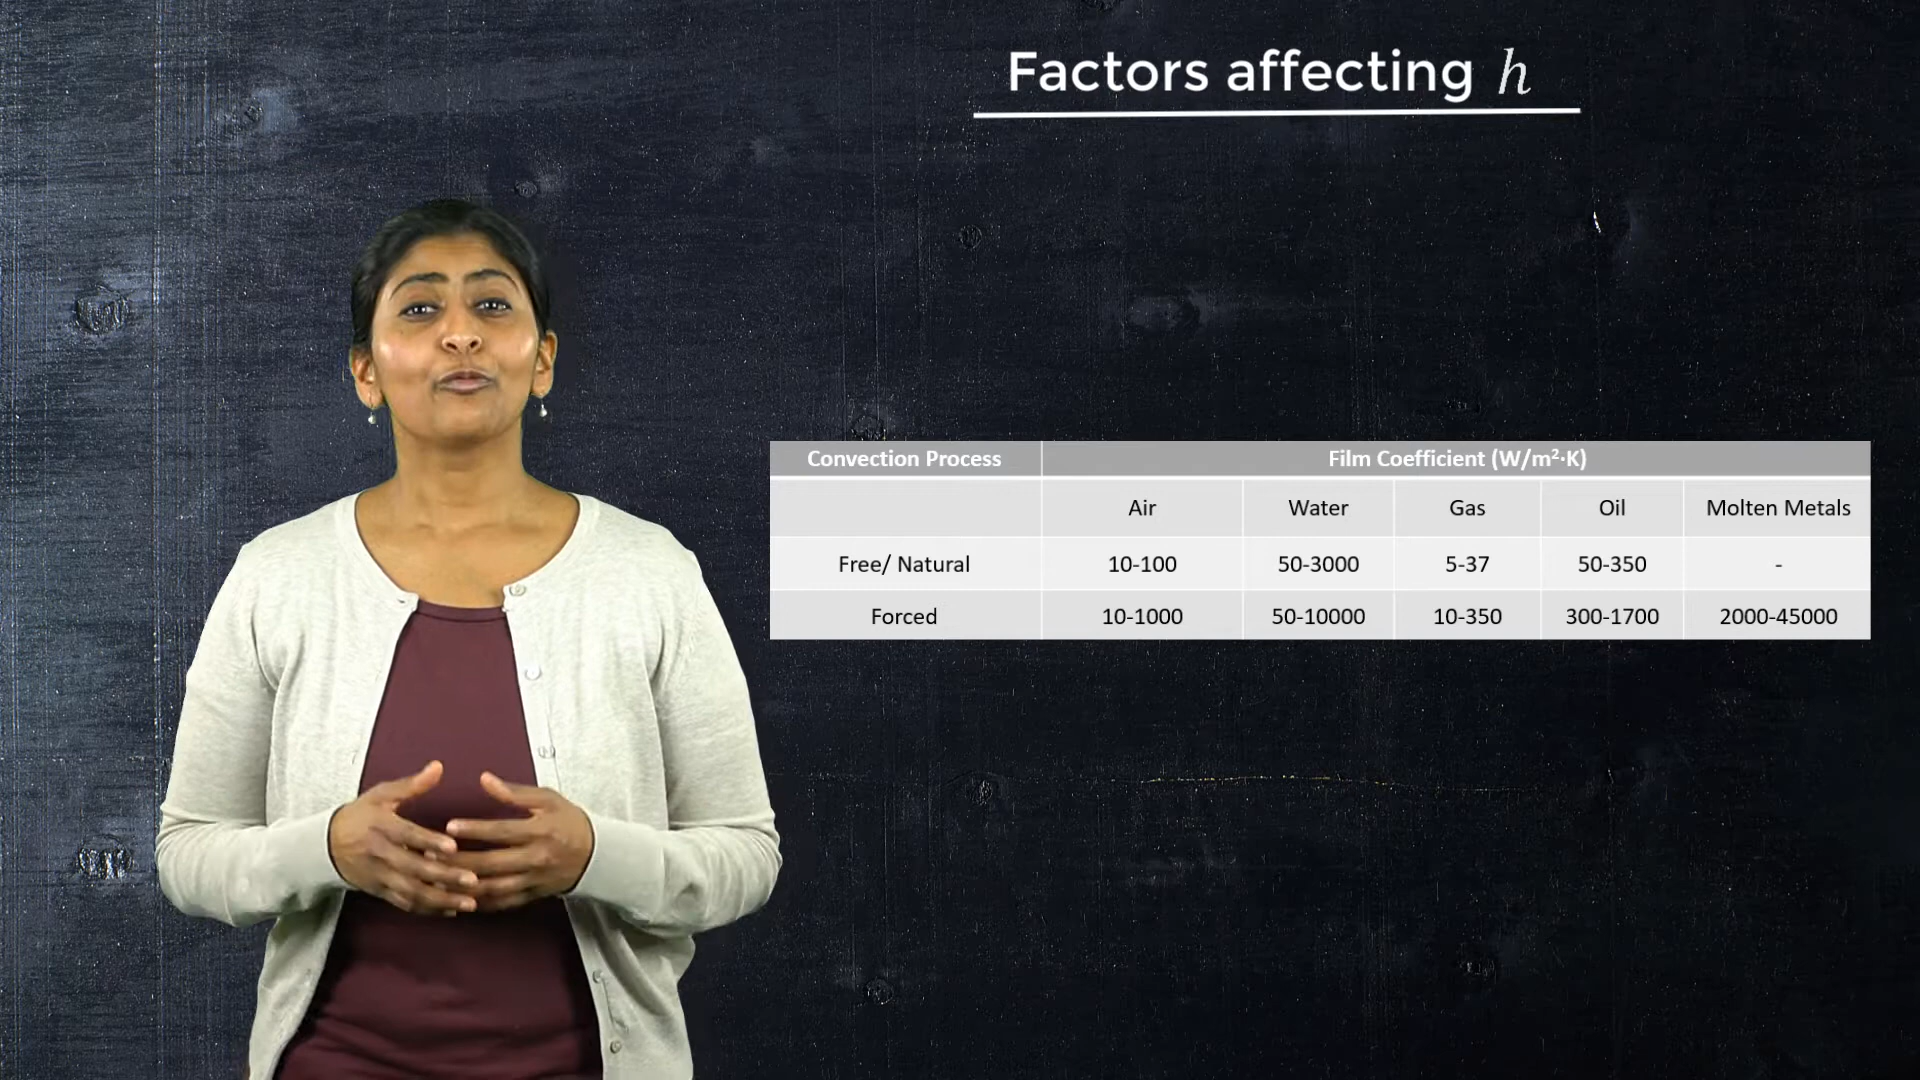 Factors affecting h
Convection Process Film Coefficient (W/m²·K)
Air Water Gas Oil Molten Metals
Free/ Natural 10-100 50-3000 5-37 50-350 -
Forced 10-1000 50-10000 10-350 300-1700 2000-45000